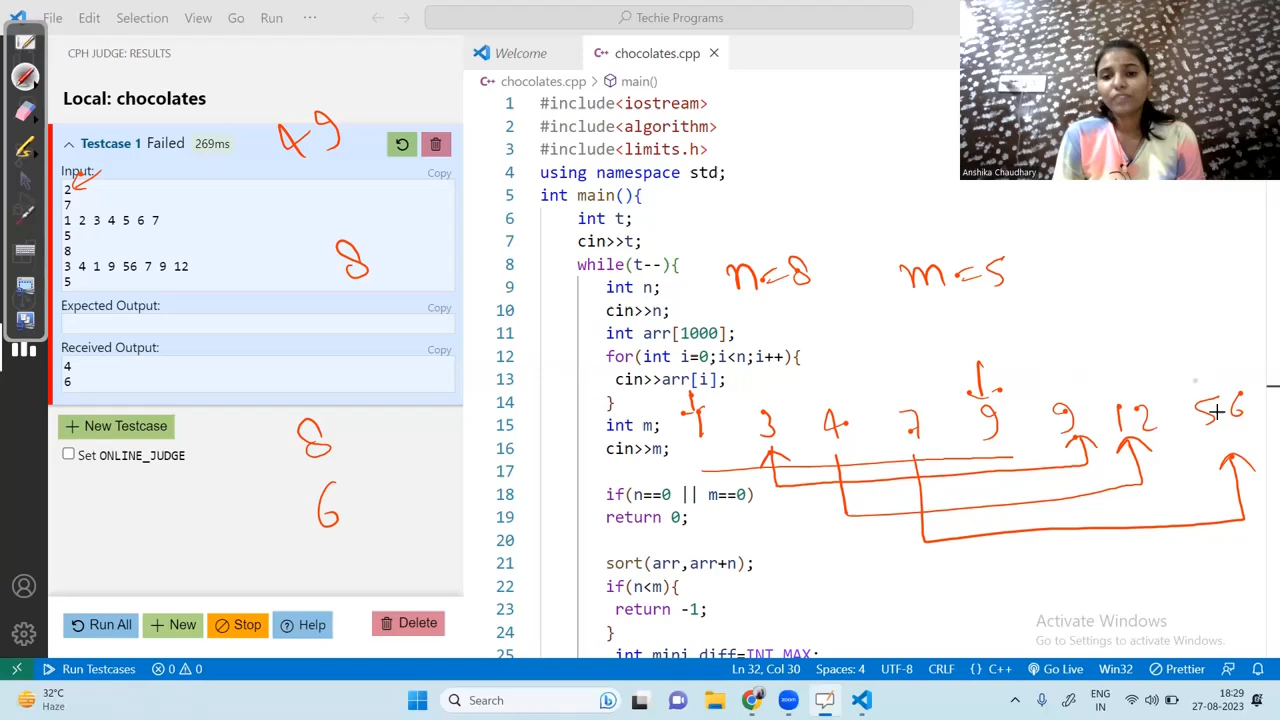 File Edit Selection View Go Run ···
Techie Programs
CPH JUDGE: RESULTS
Welcome
chocolates.cpp
chocolates.cpp > main()
Local: chocolates
Testcase 1 Failed 269ms
49
Input:
Copy
2
7
1 2 3 4 5 6 7
5
8
3 4 1 9 56 7 9 12
5
8
Expected Output:
Copy
Received Output:
Copy
4
6
New Testcase
8
Set ONLINE_JUDGE
6
Run All
New
Stop
Help
Delete
1 #include<iostream>
2 #include<algorithm>
3 #include<limits.h>
4 using namespace std;
5 int main(){
6 int t;
7 cin>>t;
8 while(t--){
9 int n;
10 cin>>n;
11 int arr[1000];
12 for(int i=0;i<n;i++){
13 cin>>arr[i];
14 }
15 int m;
16 cin>>m;
17
18 if(n==0 || m==0)
19 return 0;
20
21 sort(arr,arr+n);
22 if(n<m){
23 return -1;
24 }
25 int mini_diff=INT_MAX;
n=8 m=5
1 3 4 7 9 9 12 56
Anshika Chaudhary
Activate Windows
Go to Settings to activate Windows.
Run Testcases
0 0
Ln 32, Col 30 Spaces: 4 UTF-8 CRLF {} C++ Go Live Win32 Prettier
32°C
Haze
Search
zoom
ENG
IN
18:29
27-08-2023